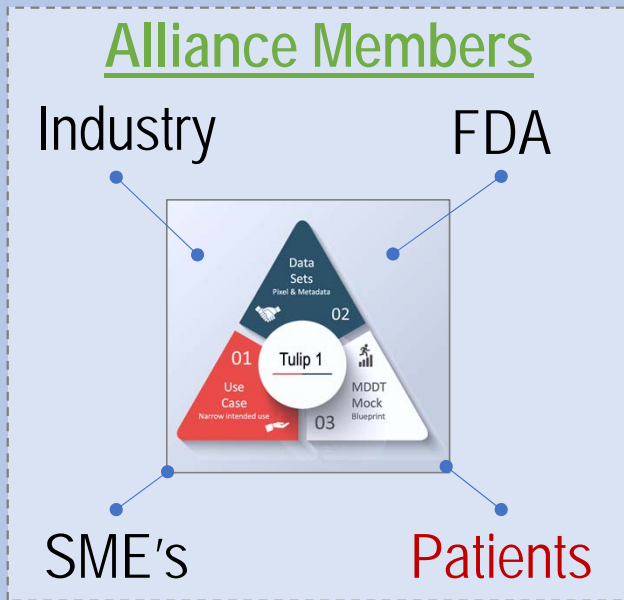 Alliance Members
Industry
FDA
Data
Sets
Pixel & Metadata
02
01
Use
Case
Narrow intended use
Tulip 1
MDDT
Mock
Blueprint
03
SME's
Patients